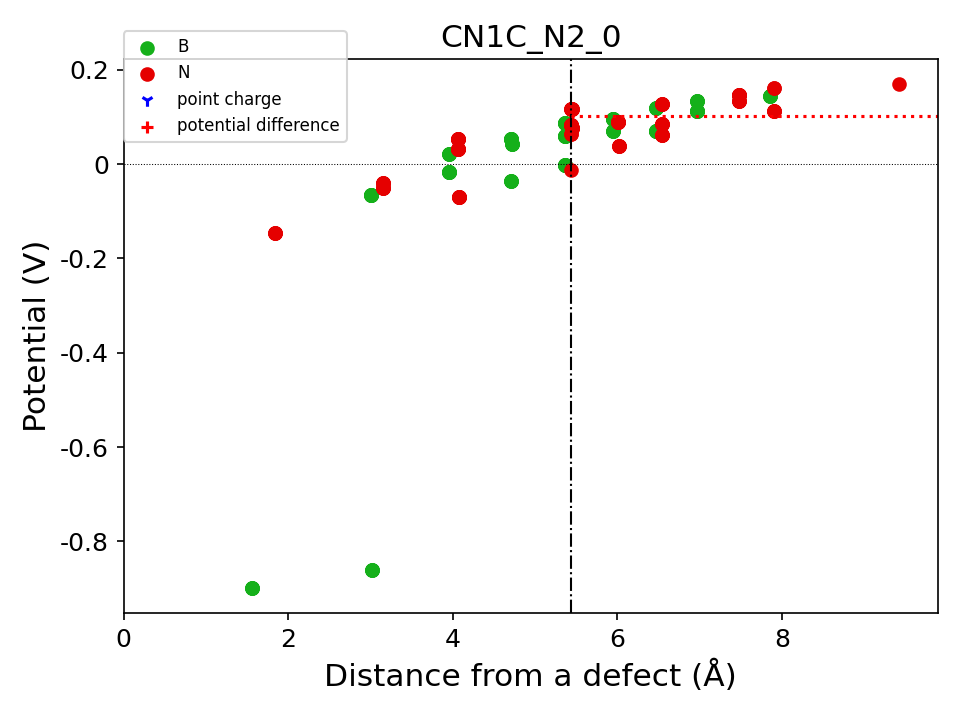 CN1C_N2_0
B
N
point charge
potential difference
0.2
0
-0.2
-0.4
-0.6
-0.8
Potential (V)
0 2 4 6 8
Distance from a defect (Å)